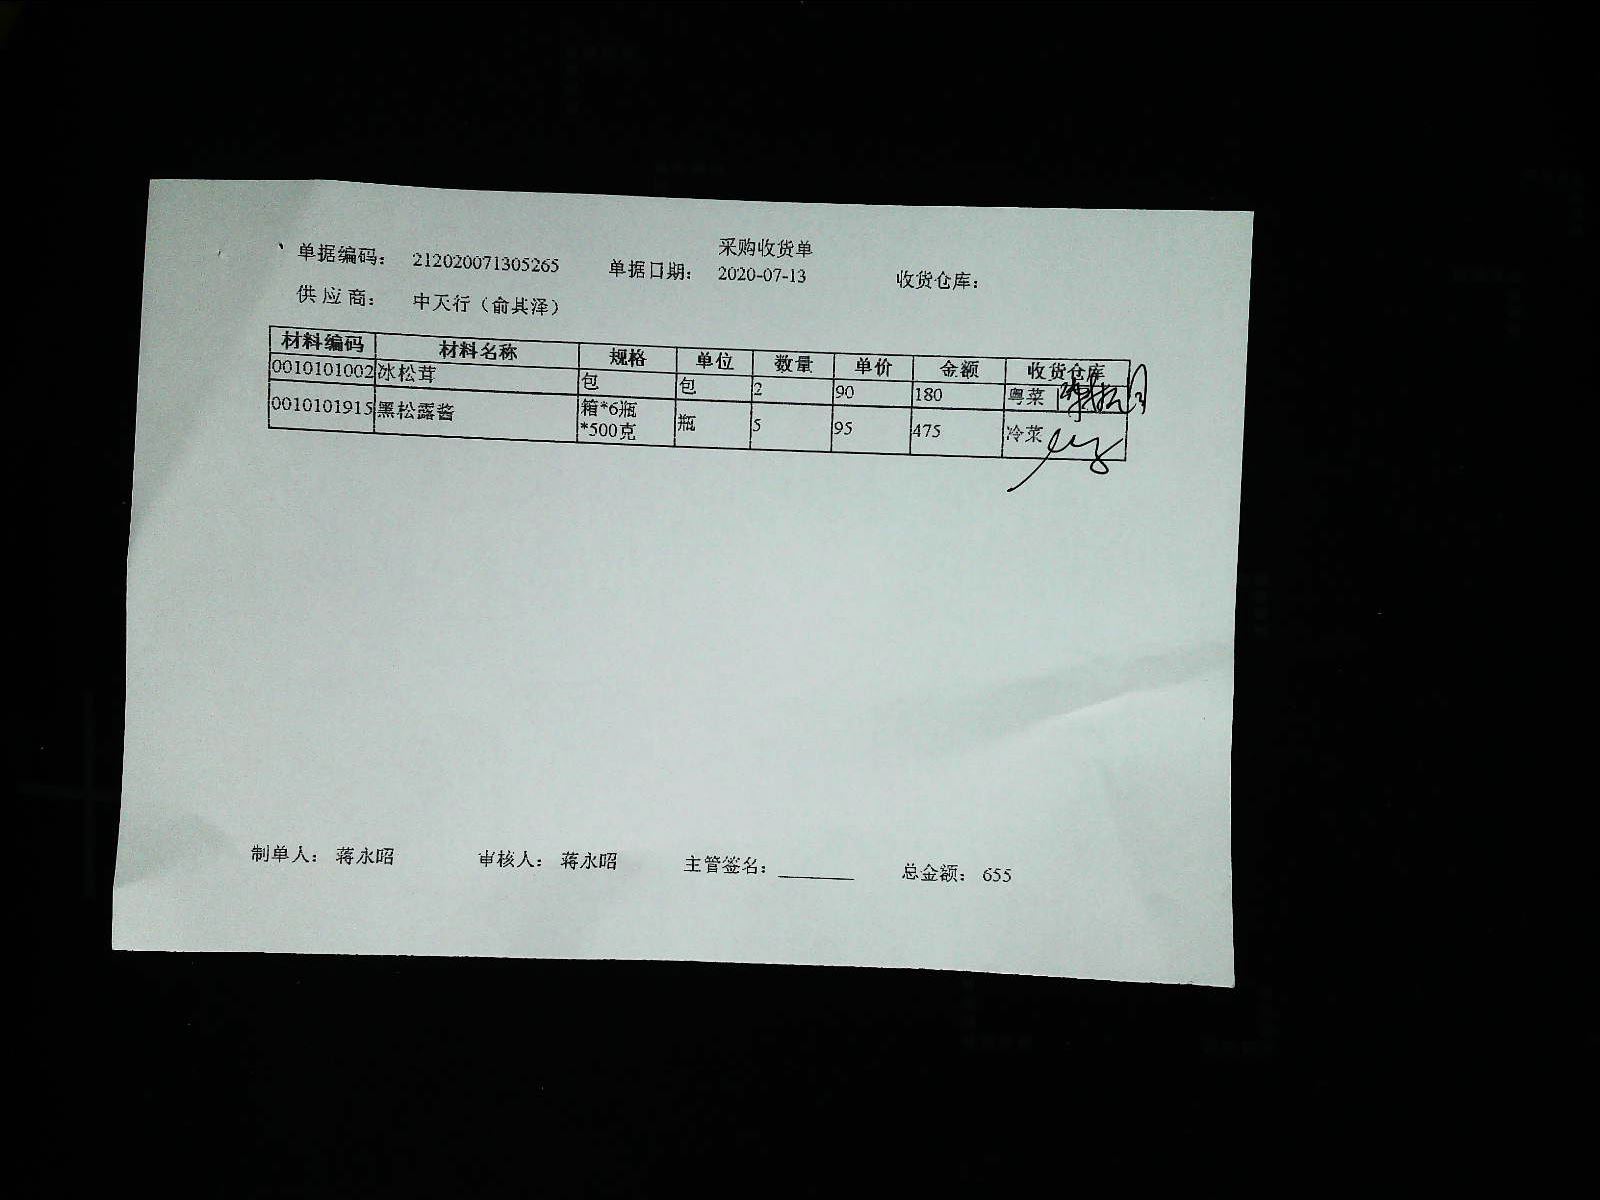 采购收货单
单据编码： 212020071305265 单据日期： 2020-07-13 收货仓库：
供 应 商： 中天行（俞其泽）
材料编码 材料名称 规格 单位 数量 单价 金额 收货仓库
0010101002 冰松茸 包 包 2 90 180 粤菜
0010101915 黑松露酱 箱*6瓶 瓶 5 95 475 冷菜
*500克
制单人： 蒋永昭 审核人： 蒋永昭 主管签名： 总金额： 655